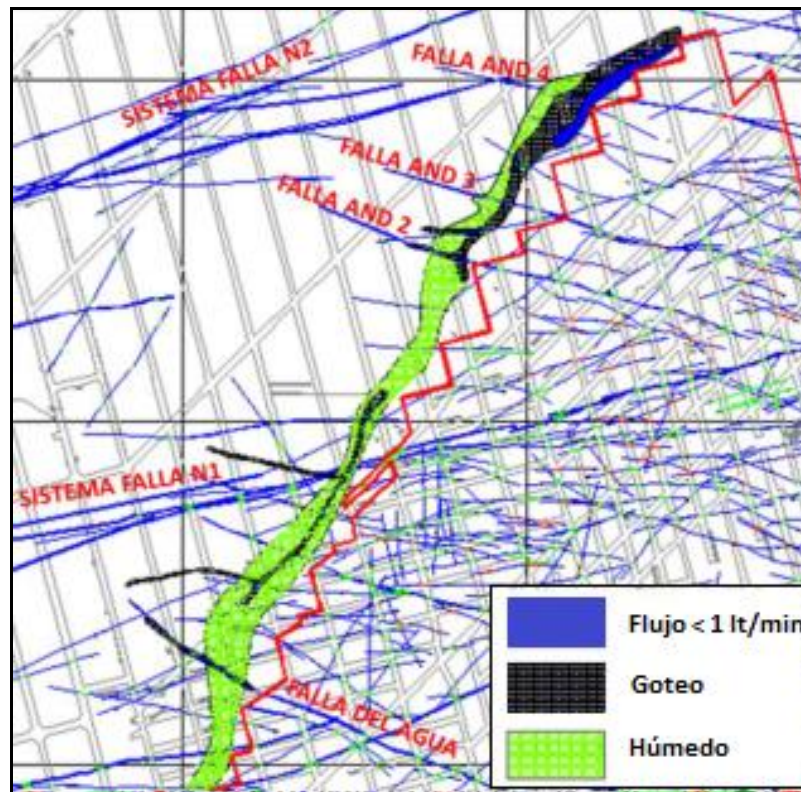 SISTEMA FALLA N2
FALLA AND 4
FALLA AND 3
FALLA AND 2
SISTEMA FALLA N1
FALLA DEL AGUA
Flujo < 1 lt/min
Goteo
Húmedo